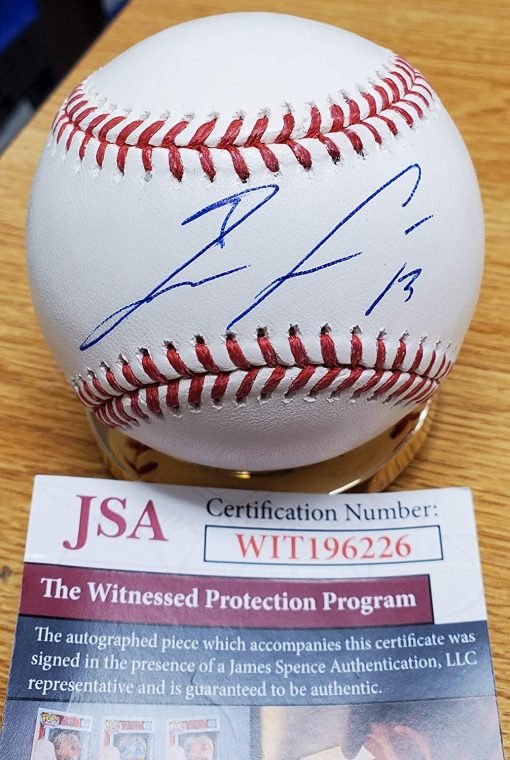 13
JSA
Certification Number:
WIT196226
The Witnessed Protection Program
The autographed piece which accompanies this certificate was
signed in the presence of a James Spence Authentication, LLC
representative and is guaranteed to be authentic.